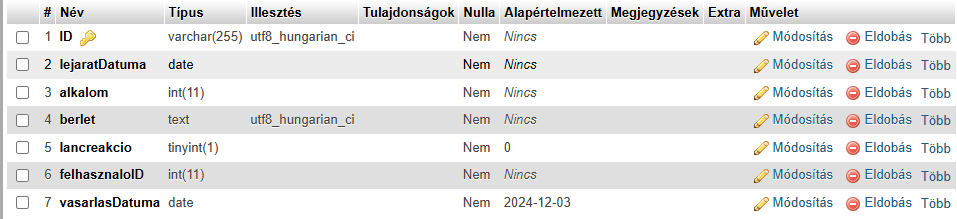 # Név Típus Illesztés Tulajdonságok Nulla Alapértelmezett Megjegyzések Extra Művelet
1 ID varchar(255) utf8_hungarian_ci Nem Nincs Módosítás Eldobás Több
2 lejaratDatuma date Nem Nincs Módosítás Eldobás Több
3 alkalom int(11) Nem Nincs Módosítás Eldobás Több
4 berlet text utf8_hungarian_ci Nem Nincs Módosítás Eldobás Több
5 lancreakcio tinyint(1) Nem 0 Módosítás Eldobás Több
6 felhasznaloID int(11) Nem Nincs Módosítás Eldobás Több
7 vasarlasDatuma date Nem 2024-12-03 Módosítás Eldobás Több